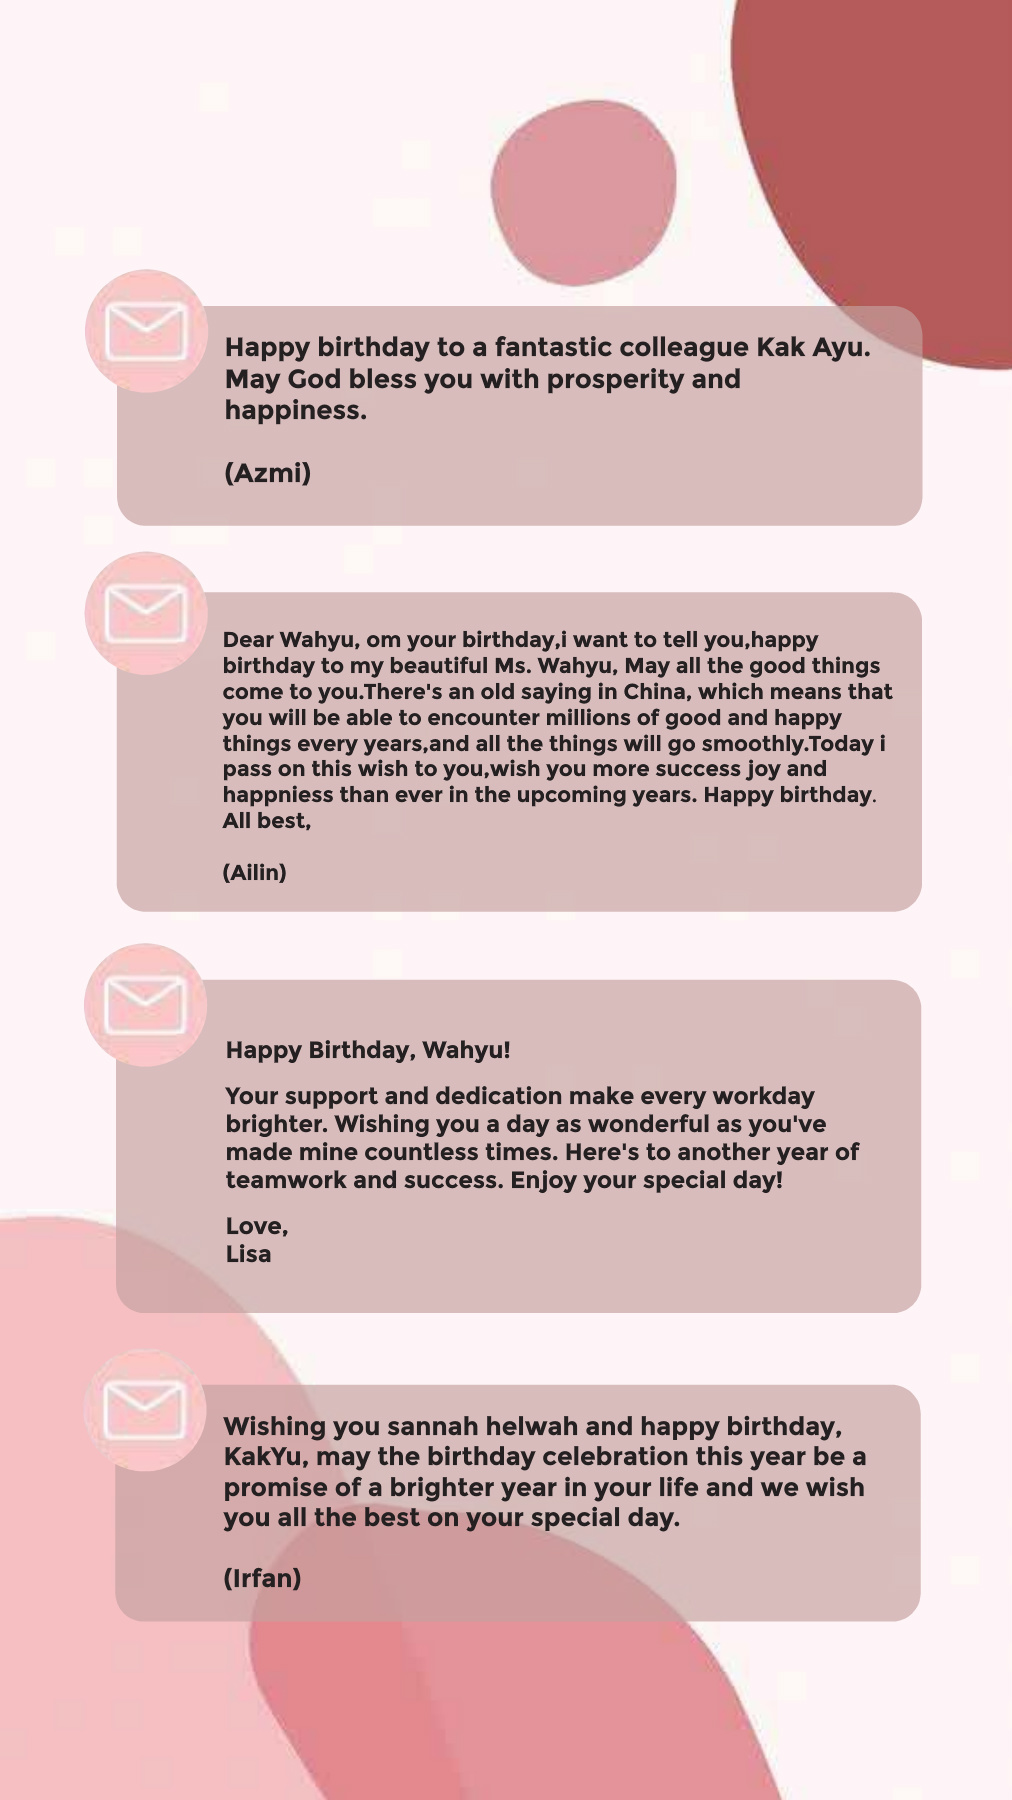 Happy birthday to a fantastic colleague Kak Ayu.
May God bless you with prosperity and
happiness.
(Azmi)
Dear Wahyu, om your birthday,i want to tell you,happy
birthday to my beautiful Ms. Wahyu, May all the good things
come to you.There's an old saying in China, which means that
you will be able to encounter millions of good and happy
things every years,and all the things will go smoothly.Today i
pass on this wish to you,wish you more success joy and
happniess than ever in the upcoming years. Happy birthday.
All best,
(Ailin)
Happy Birthday, Wahyu!
Your support and dedication make every workday
brighter. Wishing you a day as wonderful as you've
made mine countless times. Here's to another year of
teamwork and success. Enjoy your special day!
Love,
Lisa
Wishing you sannah helwah and happy birthday,
KakYu, may the birthday celebration this year be a
promise of a brighter year in your life and we wish
you all the best on your special day.
(Irfan)